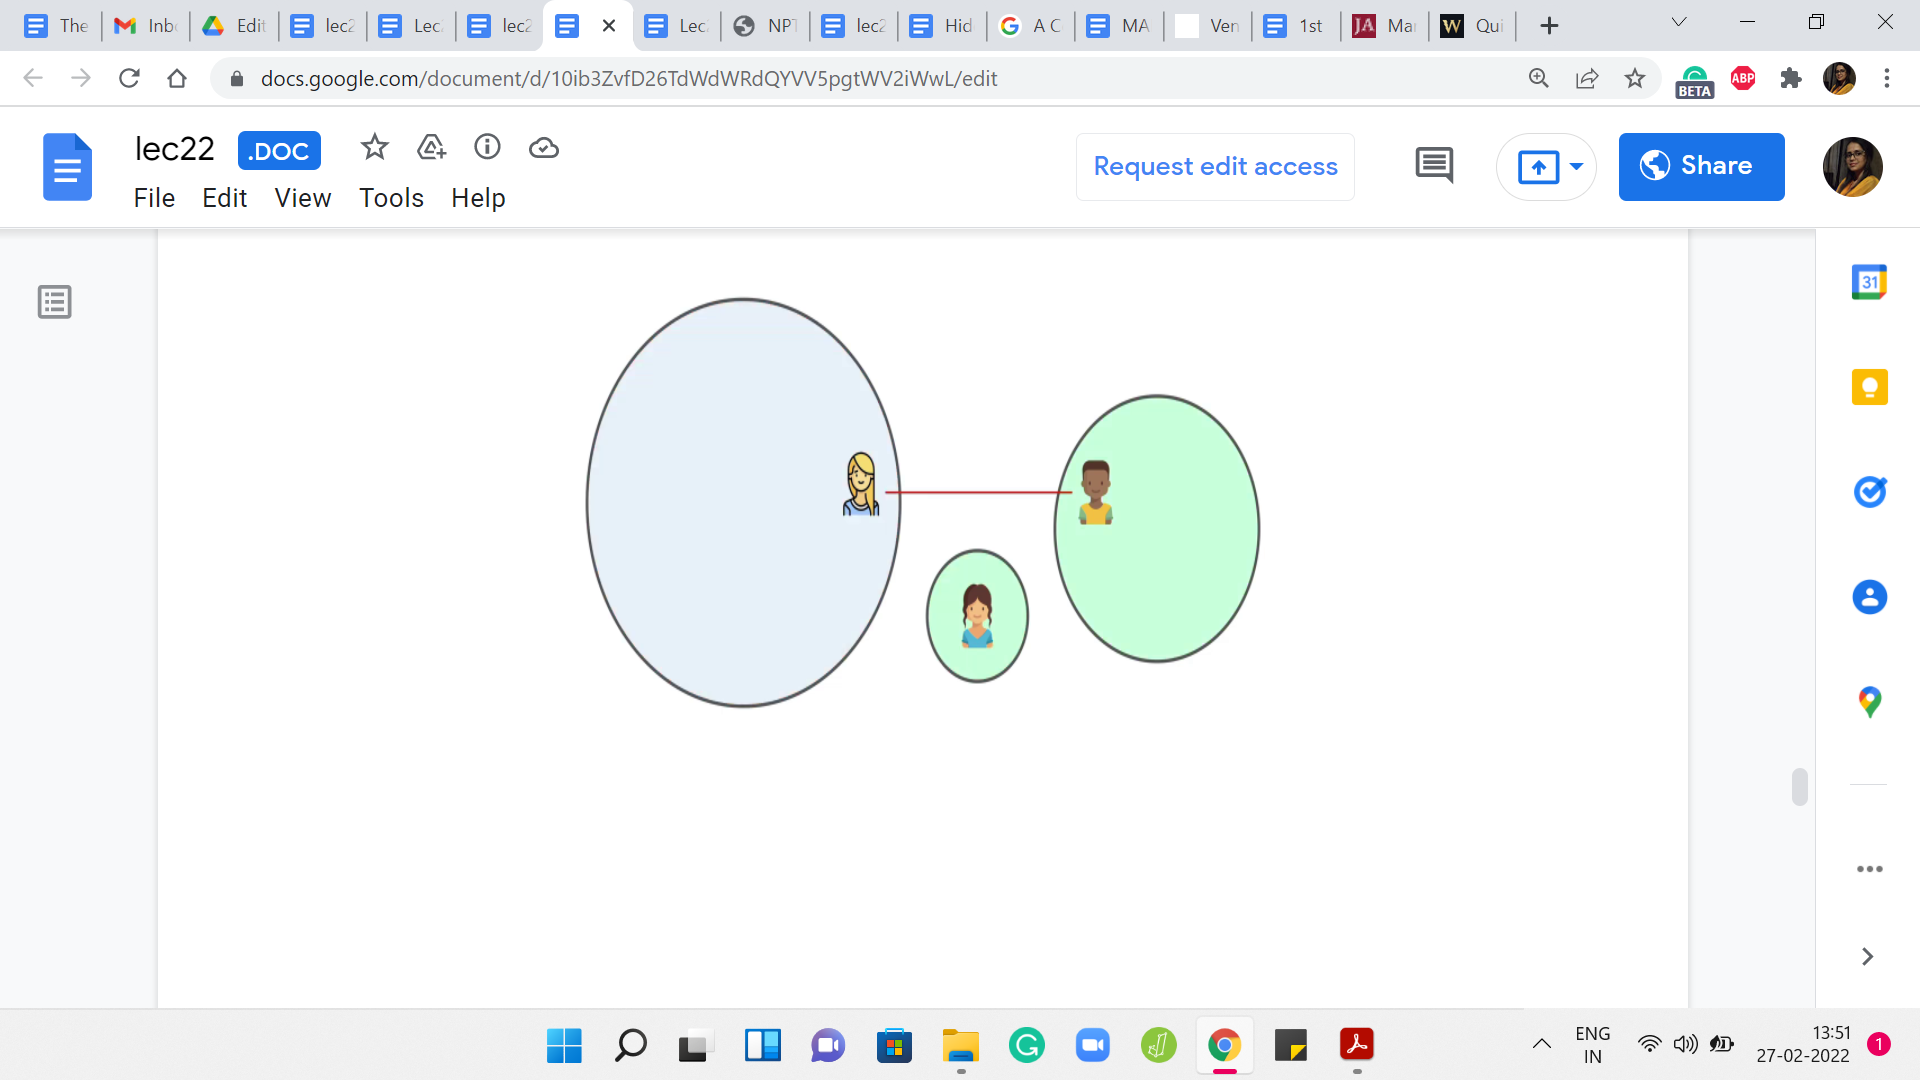 The
Inb
Edit
lec2
Lec
lec2
Lec
NPT
lec2
Hid
A C
MA
Ven
1st
JA
Ma
W
Qui
docs.google.com/document/d/10ib3ZvfD26TdWdWRdQYVV5pgtWV2iWwL/edit
BETA
ABP
lec22
.DOC
Request edit access
Share
File
Edit
View
Tools
Help
31
ENG
IN
13:51
27-02-2022
1